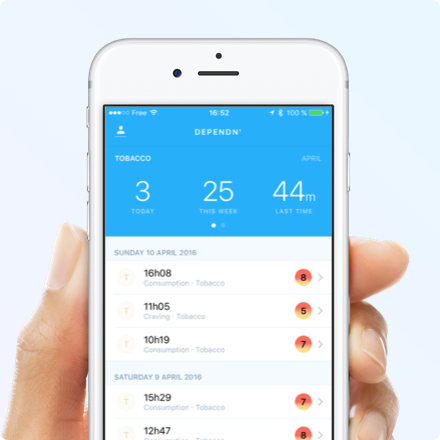 Free 16:52 100 %
DEPENDN'
TOBACCO APRIL
3 25 44m
TODAY THIS WEEK LAST TIME
SUNDAY 10 APRIL 2016
T 16h08 8
Consumption · Tobacco
T 11h05 5
Craving · Tobacco
T 10h19 7
Consumption · Tobacco
SATURDAY 9 APRIL 2016
T 15h29 7
Consumption · Tobacco
T 12h47 8
Consumption · Tobacco